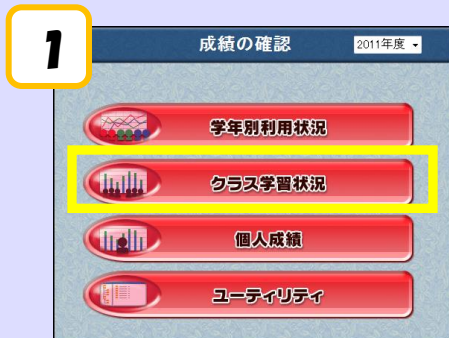 1
成績の確認
2011年度
学年別利用状況
クラス学習状況
個人成績
ユーティリティ